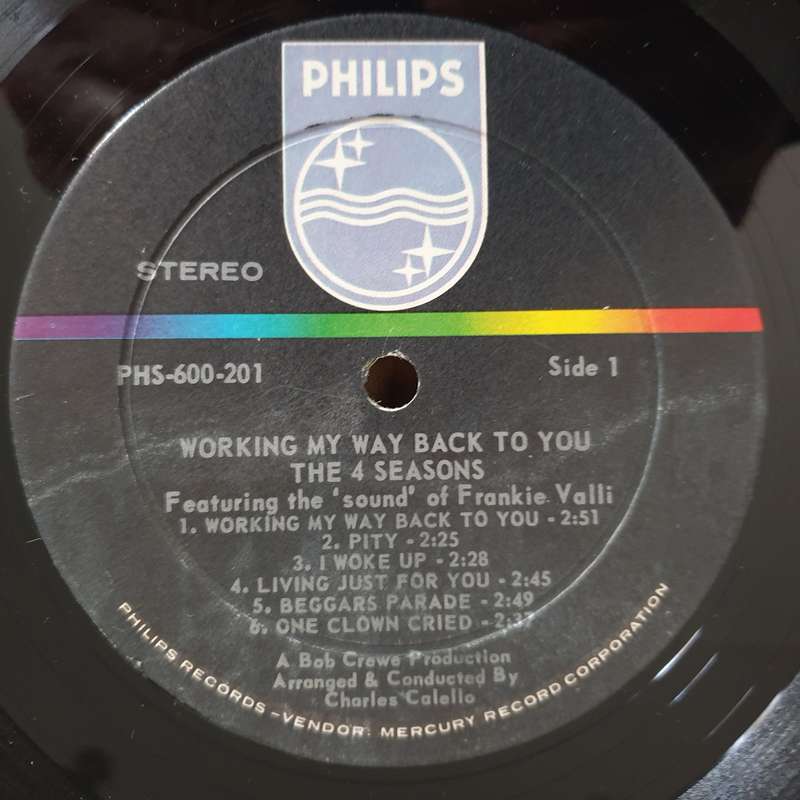 PHILIPS
STEREO
PHS-600-201
Side 1
WORKING MY WAY BACK TO YOU
THE 4 SEASONS
Featuring the 'sound' of Frankie Valli
1. WORKING MY WAY BACK TO YOU - 2:51
2. PITY - 2:25
3. I WOKE UP - 2:28
4. LIVING JUST FOR YOU - 2:45
5. BEGGARS PARADE - 2:49
6. ONE CLOWN CRIED - 2:37
A Bob Crewe Production
Arranged & Conducted By
Charles Calello
PHILIPS RECORDS -VENDOR: MERCURY RECORD CORPORATION